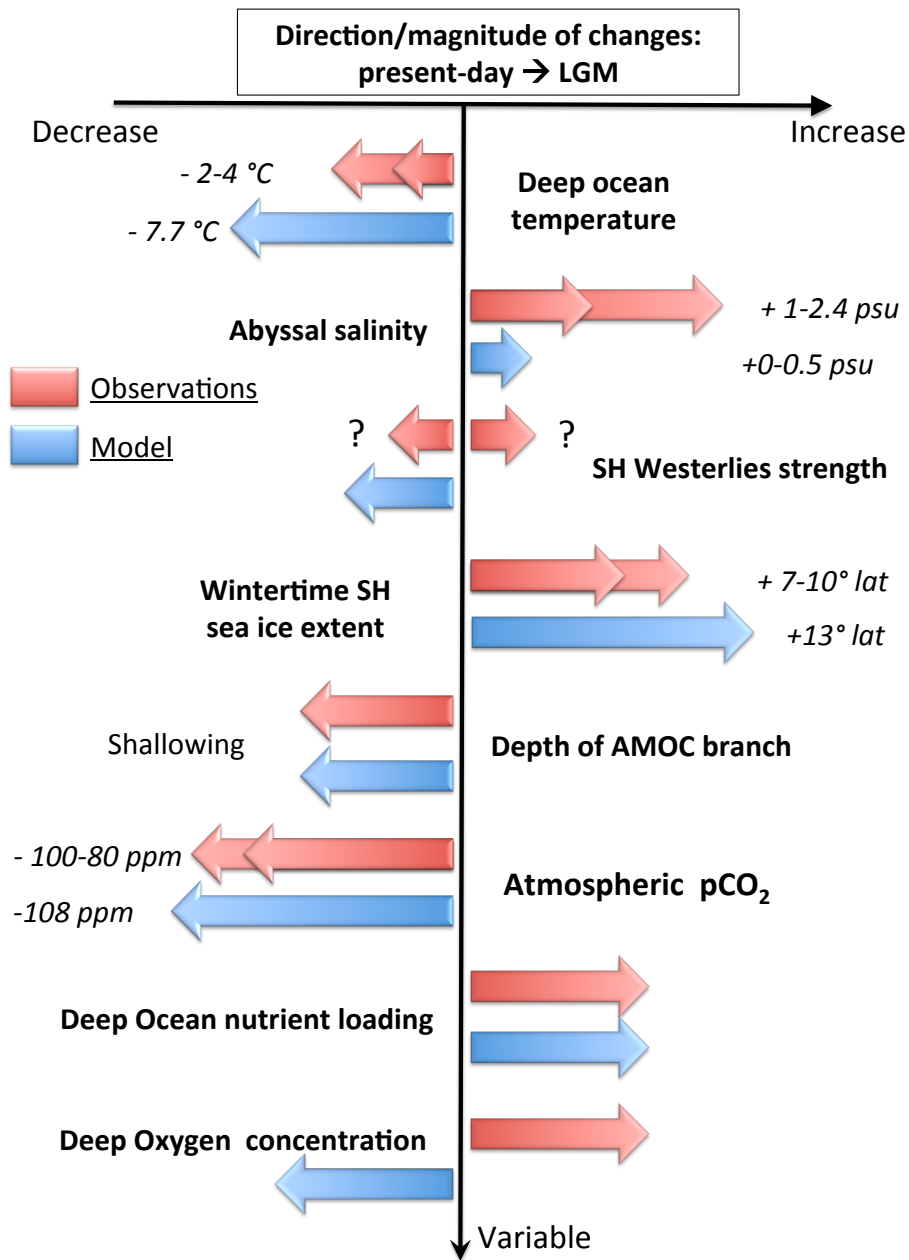 Direction/magnitude of changes:
present-day → LGM
Decrease
Increase
- 2-4 °C
Deep ocean
temperature
- 7.7 °C
+ 1-2.4 psu
Abyssal salinity
+0-0.5 psu
Observations
? ?
Model
SH Westerlies strength
Wintertime SH
sea ice extent
+ 7-10° lat
+13° lat
Shallowing
Depth of AMOC branch
- 100-80 ppm
Atmospheric pCO₂
-108 ppm
Deep Ocean nutrient loading
Deep Oxygen concentration
Variable